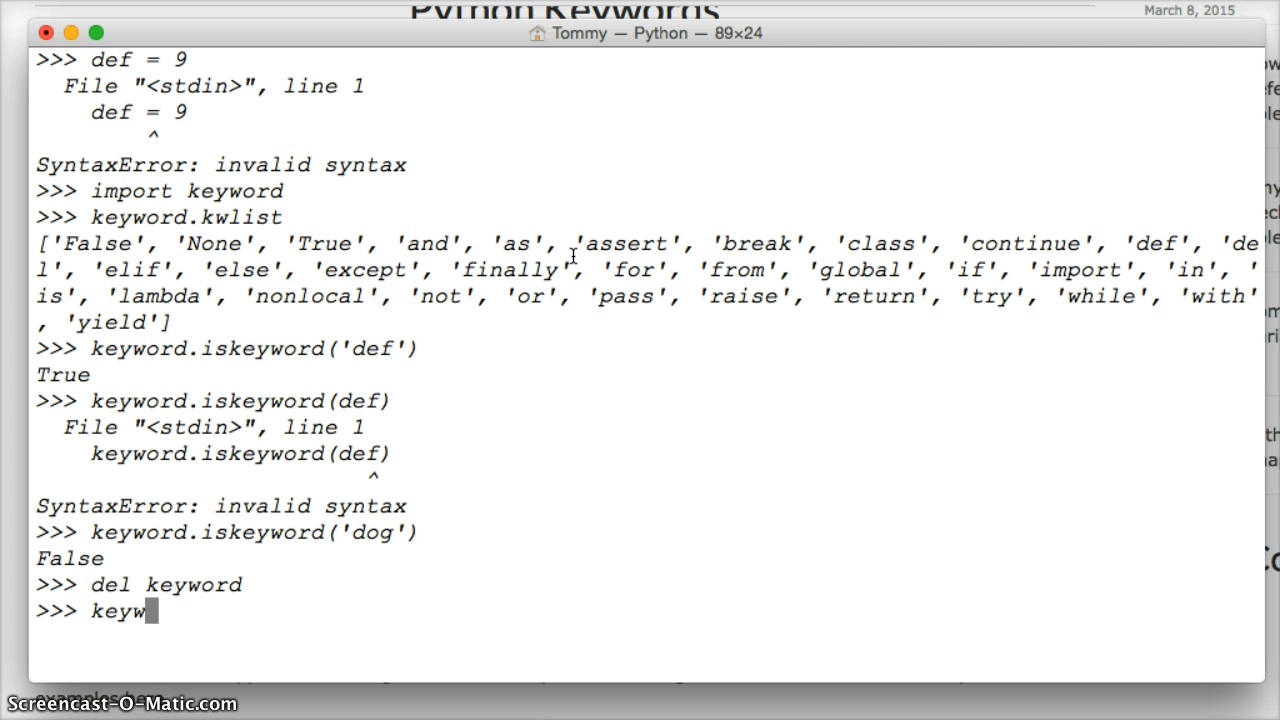 Python Keywords
March 8, 2015
Tommy — Python — 89×24
>>> def = 9
  File "<stdin>", line 1
    def = 9
        ^
SyntaxError: invalid syntax
>>> import keyword
>>> keyword.kwlist
['False', 'None', 'True', 'and', 'as', 'assert', 'break', 'class', 'continue', 'def', 'de
l', 'elif', 'else', 'except', 'finally', 'for', 'from', 'global', 'if', 'import', 'in', '
is', 'lambda', 'nonlocal', 'not', 'or', 'pass', 'raise', 'return', 'try', 'while', 'with'
, 'yield']
>>> keyword.iskeyword('def')
True
>>> keyword.iskeyword(def)
  File "<stdin>", line 1
    keyword.iskeyword(def)
                        ^
SyntaxError: invalid syntax
>>> keyword.iskeyword('dog')
False
>>> del keyword
>>> keyw
Screencast-O-Matic.com